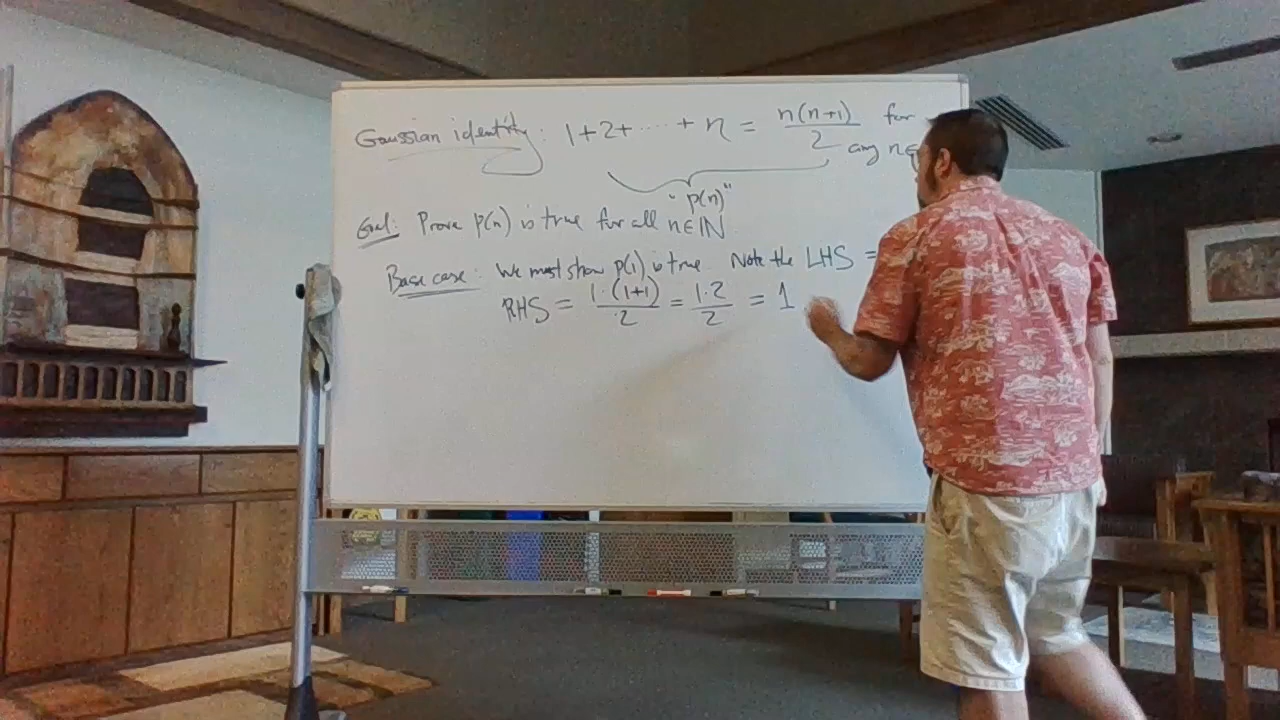 Gaussian identity: 1+2+ ····· + n = n(n+1)/2 for any n∈
"p(n)"
Goal: Prove p(n) is true for all n∈ℕ
Base case: We must show p(1) is true. Note the LHS =
RHS = 1·(1+1)/2 = 1·2/2 = 1